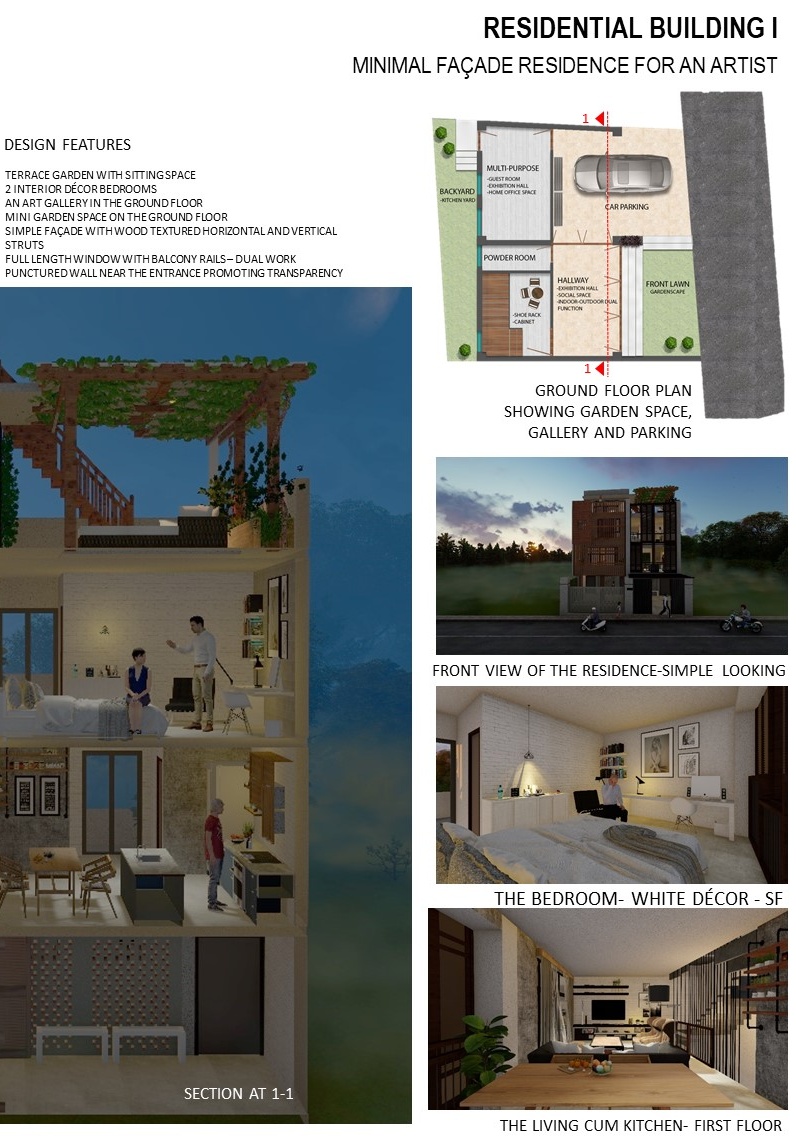 RESIDENTIAL BUILDING I
MINIMAL FAÇADE RESIDENCE FOR AN ARTIST
DESIGN FEATURES
TERRACE GARDEN WITH SITTING SPACE
2 INTERIOR DÉCOR BEDROOMS
AN ART GALLERY IN THE GROUND FLOOR
MINI GARDEN SPACE ON THE GROUND FLOOR
SIMPLE FAÇADE WITH WOOD TEXTURED HORIZONTAL AND VERTICAL
STRUTS
FULL LENGTH WINDOW WITH BALCONY RAILS – DUAL WORK
PUNCTURED WALL NEAR THE ENTRANCE PROMOTING TRANSPARENCY
1
MULTI-PURPOSE
-GUEST ROOM
-EXHIBITION HALL
-HOME OFFICE SPACE
BACKYARD
-KITCHEN YARD
CAR PARKING
POWDER ROOM
HALLWAY
-EXHIBITION HALL
-SOCIAL SPACE
-INDOOR-OUTDOOR DUAL
FUNCTION
FRONT LAWN
GARDENSCAPE
-SHOE RACK
-CABINET
1
GROUND FLOOR PLAN
SHOWING GARDEN SPACE,
GALLERY AND PARKING
FRONT VIEW OF THE RESIDENCE-SIMPLE LOOKING
THE BEDROOM- WHITE DÉCOR - SF
SECTION AT 1-1
THE LIVING CUM KITCHEN- FIRST FLOOR